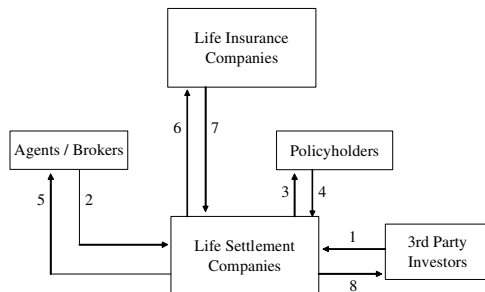 Life Insurance
Companies
6
7
Agents / Brokers
Policyholders
5
2
3
4
Life Settlement
Companies
1
3rd Party
Investors
8